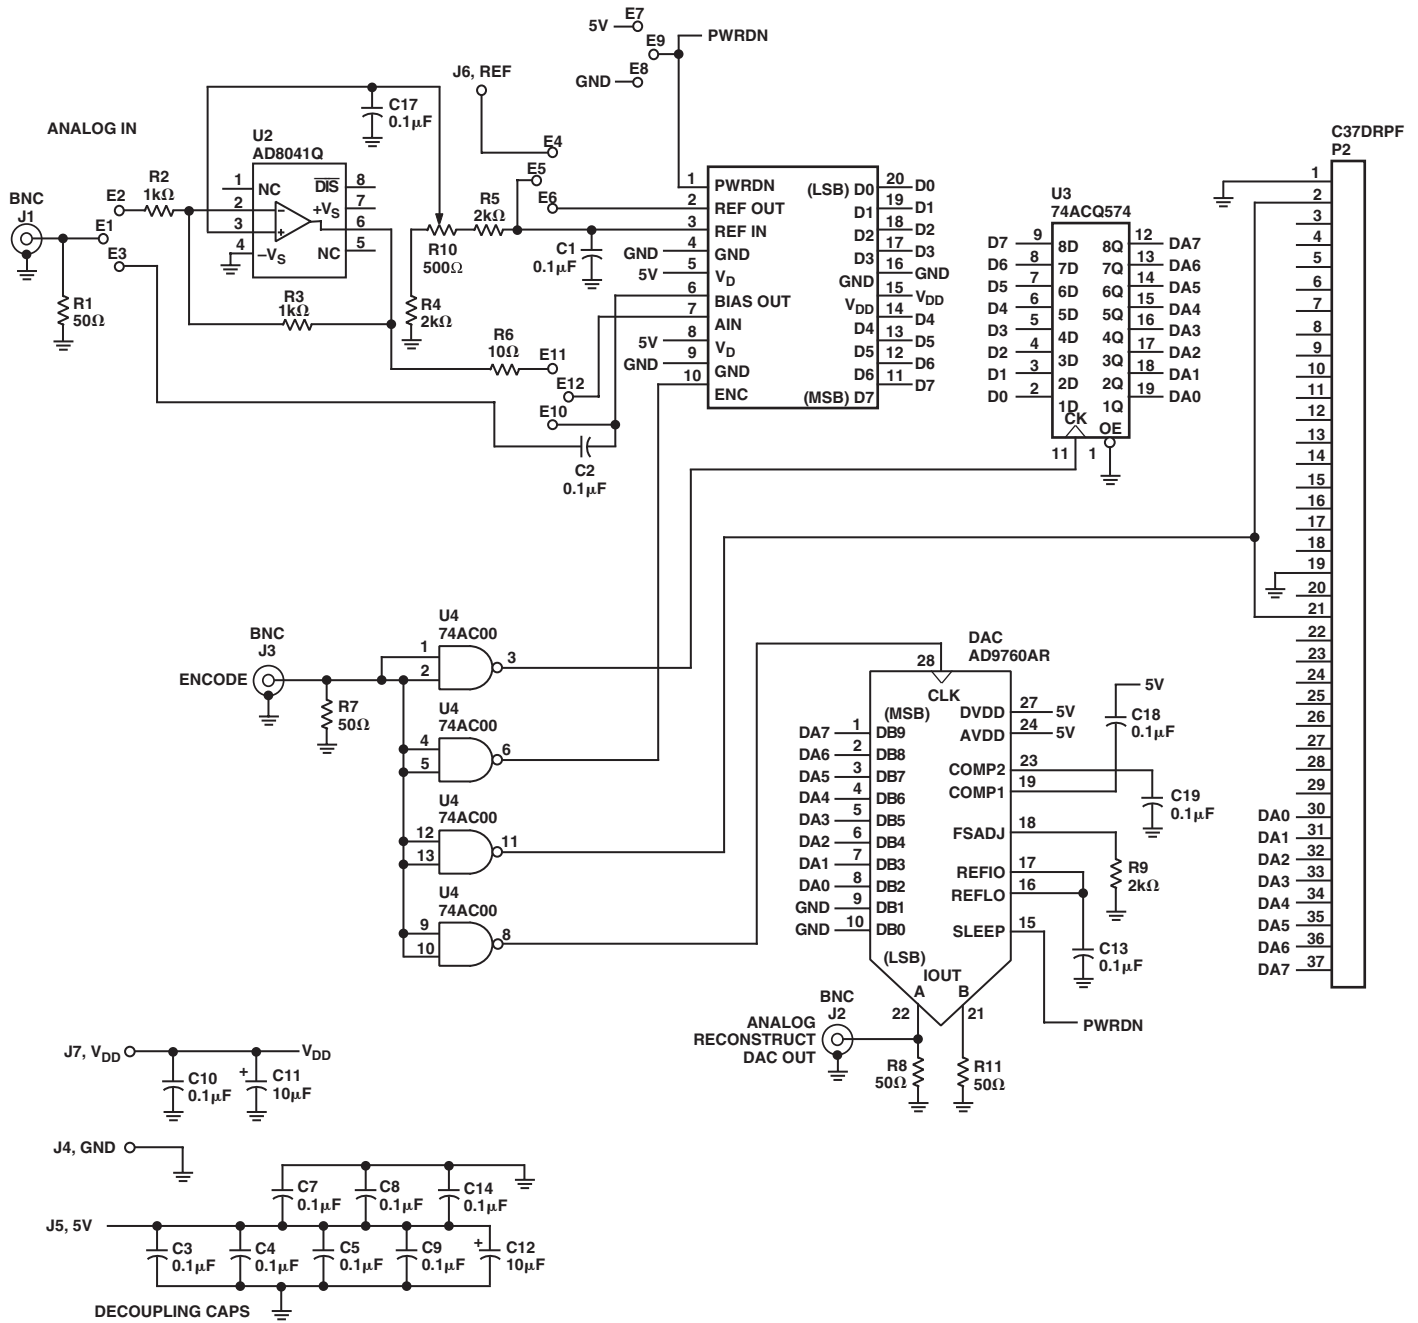 E7
5V
E9
PWRDN
E8
GND
J6, REF
C17
0.1µF
ANALOG IN
U2
AD8041Q
E4
E5
E6
BNC
J1
E2
E1
E3
R2
1kΩ
1
NC
2
3
4
–VS
DIS
8
+VS
7
6
NC
5
R1
50Ω
R3
1kΩ
R10
500Ω
R5
2kΩ
R4
2kΩ
C1
0.1µF
R6
10Ω
E11
E12
E10
C2
0.1µF
1 PWRDN
2 REF OUT
3 REF IN
GND 4 GND
5V 5 VD
6 BIAS OUT
7 AIN
5V 8 VD
GND 9 GND
10 ENC
(LSB) D0 20 D0
D1 19 D1
D2 18 D2
D3 17 D3
GND 16 GND
VDD 15 VDD
D4 14 D4
D5 13 D5
D6 12 D6
(MSB) D7 11 D7
U3
74ACQ574
D7 9 8D 8Q 12 DA7
D6 8 7D 7Q 13 DA6
D5 7 6D 6Q 14 DA5
D4 6 5D 5Q 15 DA4
D3 5 4D 4Q 16 DA3
D2 4 3D 3Q 17 DA2
D1 3 2D 2Q 18 DA1
D0 2 1D 1Q 19 DA0
CK
OE
11
1
C37DRPF
P2
1
2
3
4
5
6
7
8
9
10
11
12
13
14
15
16
17
18
19
20
21
22
23
24
25
26
27
28
29
DA0 30
DA1 31
DA2 32
DA3 33
DA4 34
DA5 35
DA6 36
DA7 37
BNC
J3
ENCODE
R7
50Ω
U4
74AC00
1
2
3
U4
74AC00
4
5
6
U4
74AC00
12
13
11
U4
74AC00
9
10
8
DAC
AD9760AR
28
CLK
(MSB)
DA7 1 DB9
DA6 2 DB8
DA5 3 DB7
DA4 4 DB6
DA3 5 DB5
DA2 6 DB4
DA1 7 DB3
DA0 8 DB2
GND 9 DB1
GND 10 DB0
(LSB)
DVDD 27 5V
AVDD 24 5V
COMP2 23
COMP1 19
FSADJ 18
REFIO 17
REFLO 16
SLEEP 15
IOUT
A
B
22
21
5V
C18
0.1µF
C19
0.1µF
R9
2kΩ
C13
0.1µF
PWRDN
BNC
J2
ANALOG
RECONSTRUCT
DAC OUT
R8
50Ω
R11
50Ω
J7, VDD
VDD
C10
0.1µF
+
C11
10µF
J4, GND
C7
0.1µF
C8
0.1µF
C14
0.1µF
J5, 5V
C3
0.1µF
C4
0.1µF
C5
0.1µF
C9
0.1µF
+
C12
10µF
DECOUPLING CAPS